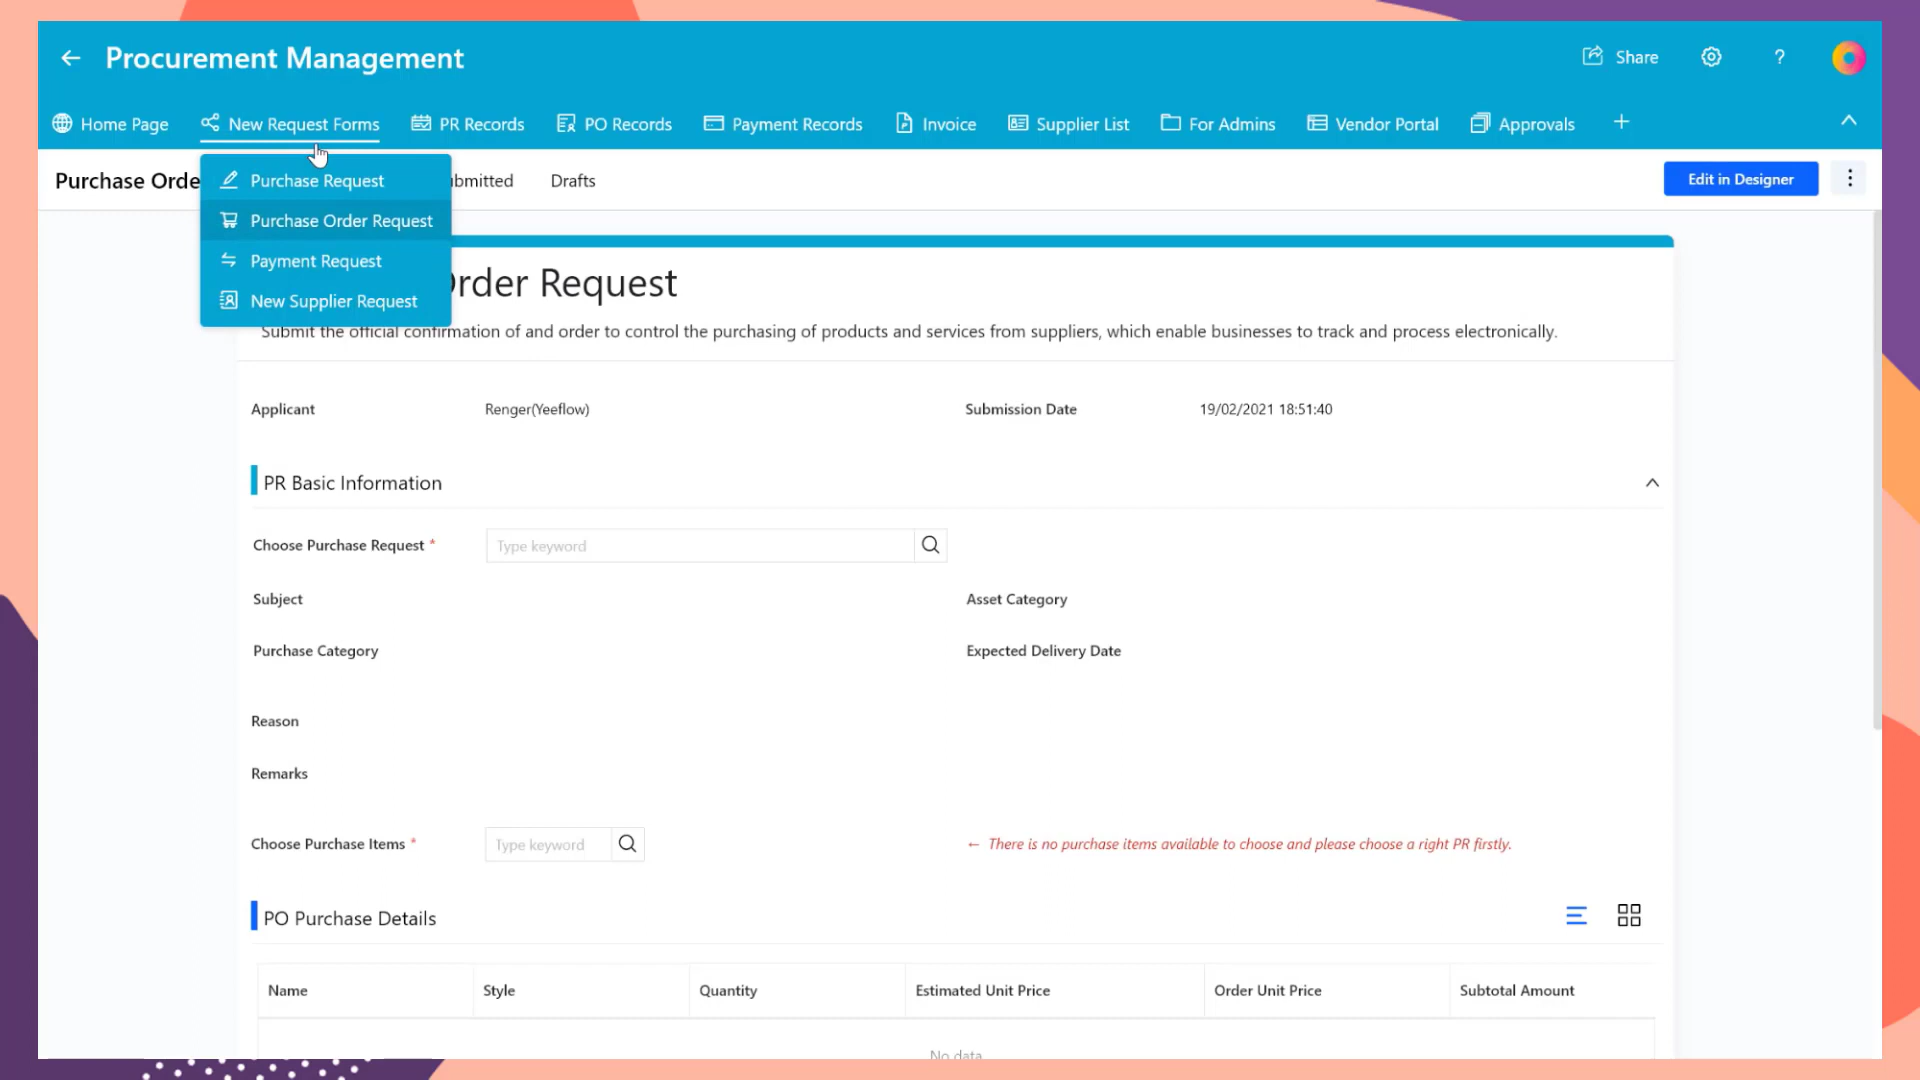 Procurement Management
Share
?
Home Page
New Request Forms
PR Records
PO Records
Payment Records
Invoice
Supplier List
For Admins
Vendor Portal
Approvals
Purchase Orde
Purchase Request
bmitted
Drafts
Edit in Designer
Purchase Order Request
Payment Request
New Supplier Request
rder Request
Submit the official confirmation of and order to control the purchasing of products and services from suppliers, which enable businesses to track and process electronically.
Applicant
Renger(Yeeflow)
Submission Date
19/02/2021 18:51:40
PR Basic Information
Choose Purchase Request *
Type keyword
Subject
Asset Category
Purchase Category
Expected Delivery Date
Reason
Remarks
Choose Purchase Items *
Type keyword
← There is no purchase items available to choose and please choose a right PR firstly.
PO Purchase Details
Name
Style
Quantity
Estimated Unit Price
Order Unit Price
Subtotal Amount
No data